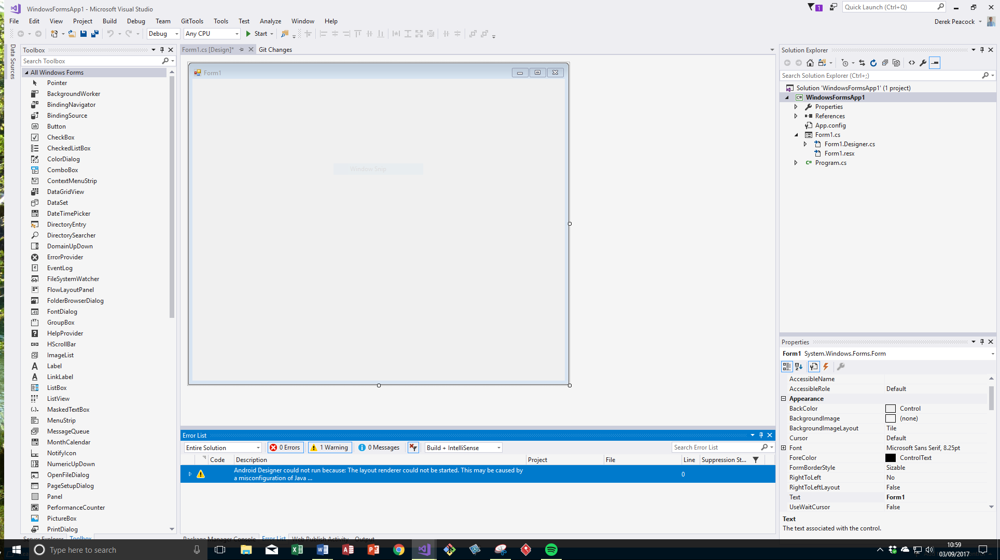 WindowsFormsApp1 - Microsoft Visual Studio
1
Quick Launch (Ctrl+Q)
File Edit View Project Build Debug Team GitTools Tools Test Analyze Window Help
Derek Peacock
Debug Any CPU Start
Data Sources
Toolbox
Search Toolbox
All Windows Forms
Pointer
BackgroundWorker
BindingNavigator
BindingSource
Button
CheckBox
CheckedListBox
ColorDialog
ComboBox
ContextMenuStrip
DataGridView
DataSet
DateTimePicker
DirectoryEntry
DirectorySearcher
DomainUpDown
ErrorProvider
EventLog
FileSystemWatcher
FlowLayoutPanel
FolderBrowserDialog
FontDialog
GroupBox
HelpProvider
HScrollBar
ImageList
Label
LinkLabel
ListBox
ListView
MaskedTextBox
MenuStrip
MessageQueue
MonthCalendar
NotifyIcon
NumericUpDown
OpenFileDialog
PageSetupDialog
Panel
PerformanceCounter
PictureBox
PrintDialog
Server Explorer Toolbox
Form1.cs [Design]* Git Changes
Form1
Window Snip
Error List
Entire Solution 0 Errors 1 Warning 0 Messages Build + IntelliSense Search Error List
Code Description Project File Line Suppression St...
Android Designer could not run because: The layout renderer could not be started. This may be caused by
a misconfiguration of Java ...
0
Package Manager Console Error List Web Publish Activity Output
Solution Explorer
Search Solution Explorer (Ctrl+;)
Solution 'WindowsFormsApp1' (1 project)
C# WindowsFormsApp1
Properties
References
App.config
Form1.cs
Form1.Designer.cs
Form1.resx
C# Program.cs
Properties
Form1 System.Windows.Forms.Form
AccessibleName
AccessibleRole Default
Appearance
BackColor Control
BackgroundImage (none)
BackgroundImageLayout Tile
Cursor Default
Font Microsoft Sans Serif, 8.25pt
ForeColor ControlText
FormBorderStyle Sizable
RightToLeft No
RightToLeftLayout False
Text Form1
UseWaitCursor False
Text
The text associated with the control.
Type here to search
10:59
03/09/2017